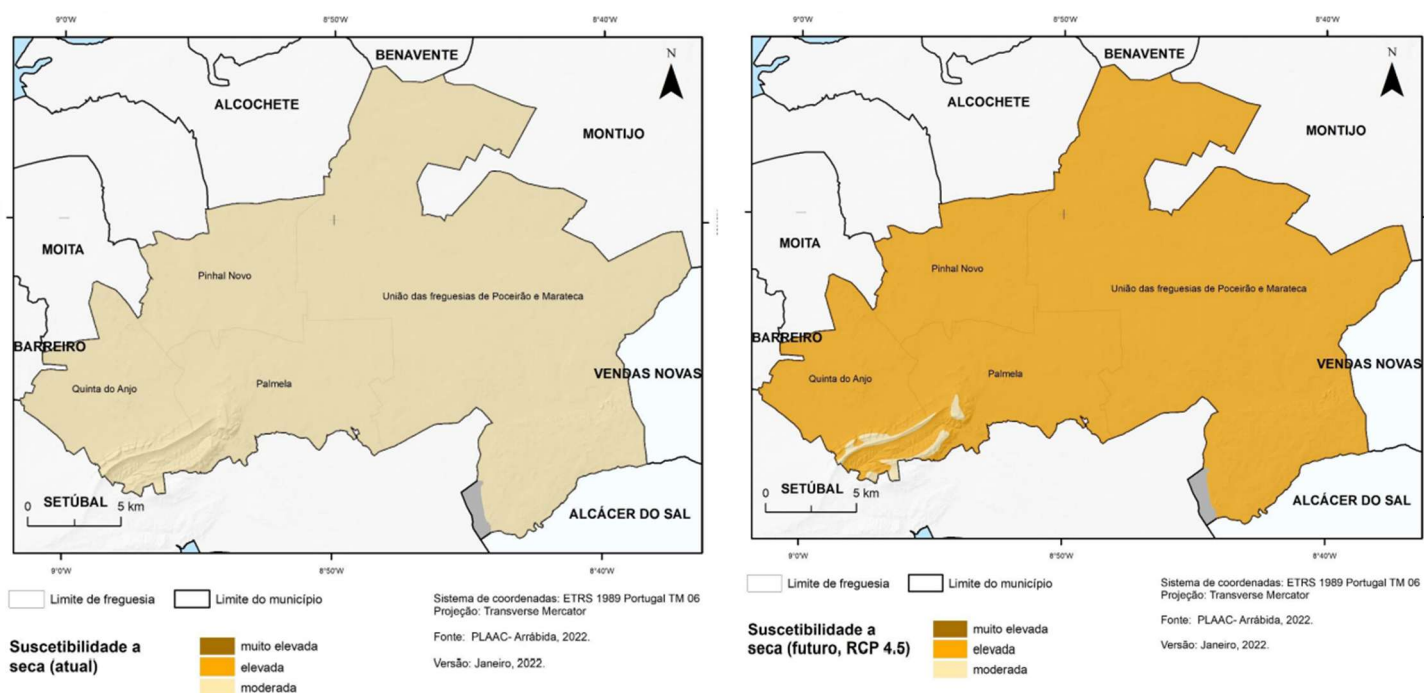 9°0'W
8°50'W
8°40'W
BENAVENTE
N
ALCOCHETE
MONTIJO
MOITA
Pinhal Novo
União das freguesias de Poceirão e Marateca
BARREIRO
VENDAS NOVAS
Quinta do Anjo
Palmela
SETÚBAL
0 5 km
ALCÁCER DO SAL
9°0'W
8°50'W
8°40'W
Limite de freguesia
Limite do município
Sistema de coordenadas: ETRS 1989 Portugal TM 06
Projeção: Transverse Mercator
Fonte: PLAAC- Arrábida, 2022.
Versão: Janeiro, 2022.
Suscetibilidade a
seca (atual)
muito elevada
elevada
moderada
9°0'W
8°50'W
8°40'W
BENAVENTE
N
ALCOCHETE
MONTIJO
MOITA
Pinhal Novo
União das freguesias de Poceirão e Marateca
BARREIRO
VENDAS NOVAS
Quinta do Anjo
Palmela
SETÚBAL
0 5 km
ALCÁCER DO SAL
9°0'W
8°50'W
8°40'W
Limite de freguesia
Limite do município
Sistema de coordenadas: ETRS 1989 Portugal TM 06
Projeção: Transverse Mercator
Fonte: PLAAC- Arrábida, 2022.
Versão: Janeiro, 2022.
Suscetibilidade a
seca (futuro, RCP 4.5)
muito elevada
elevada
moderada